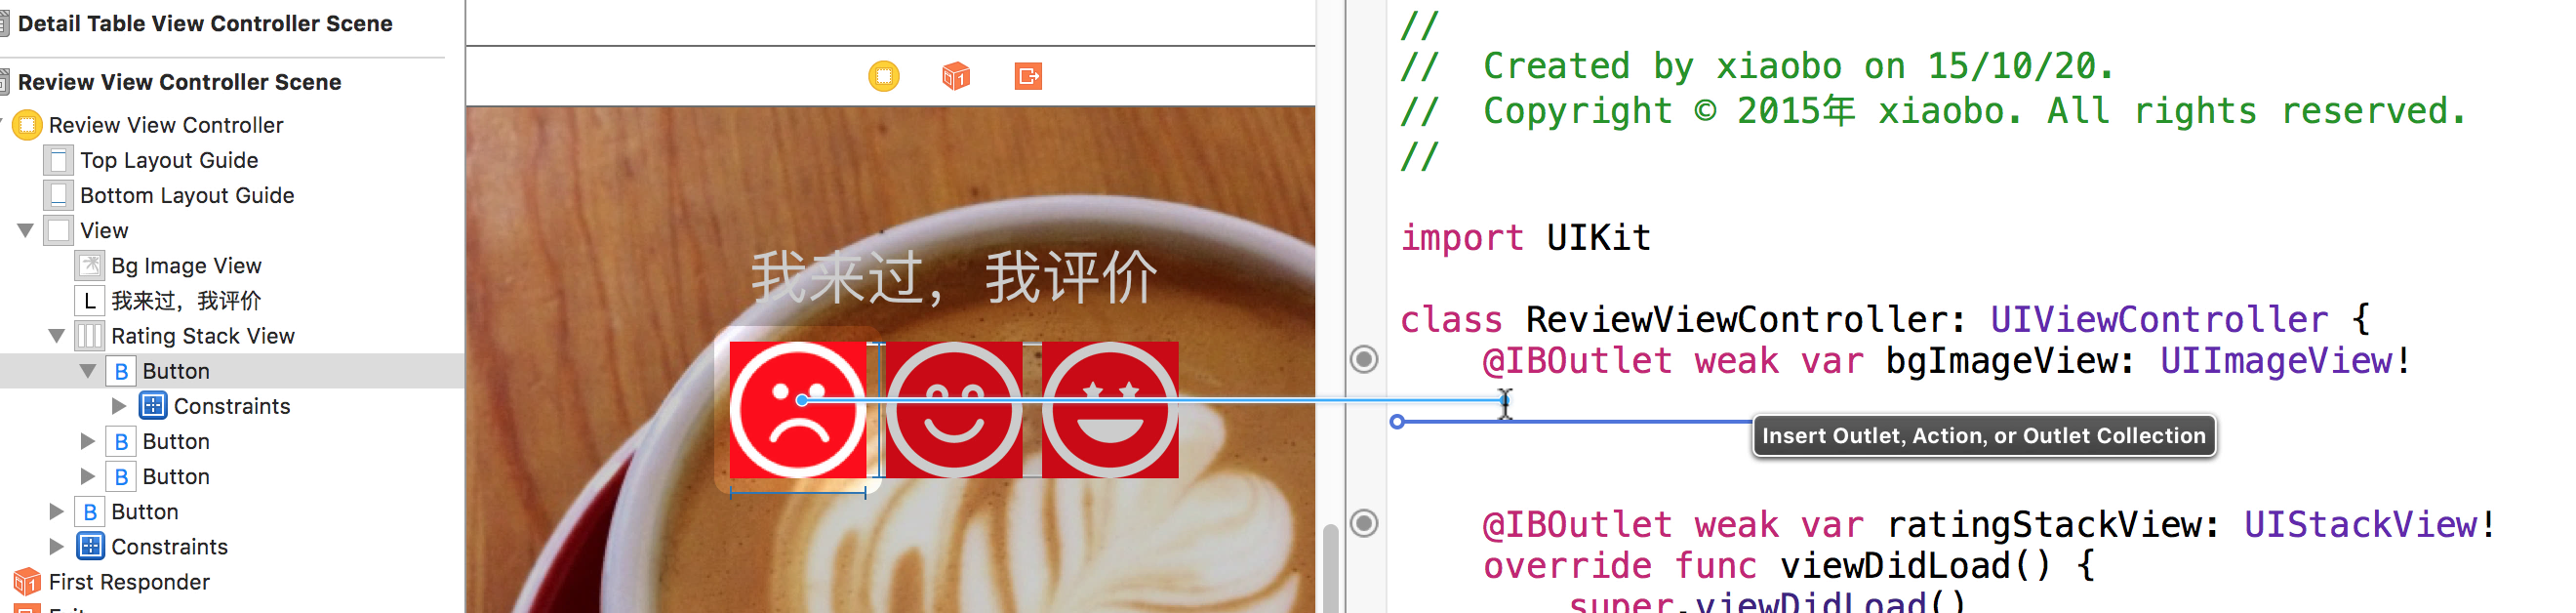 Detail Table View Controller Scene
Review View Controller Scene
Review View Controller
Top Layout Guide
Bottom Layout Guide
View
Bg Image View
L 我来过，我评价
Rating Stack View
B Button
Constraints
B Button
B Button
B Button
Constraints
First Responder
我来过，我评价
//
// Created by xiaobo on 15/10/20.
// Copyright © 2015年 xiaobo. All rights reserved.
//
import UIKit
class ReviewViewController: UIViewController {
@IBOutlet weak var bgImageView: UIImageView!
Insert Outlet, Action, or Outlet Collection
@IBOutlet weak var ratingStackView: UIStackView!
override func viewDidLoad() {
super.viewDidLoad()